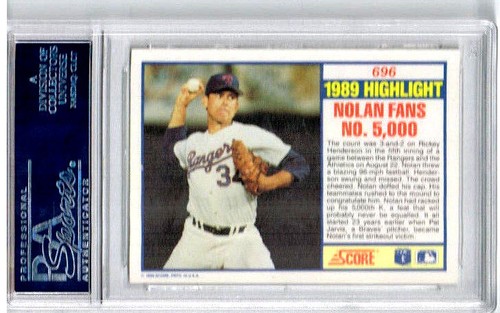 A
DIVISION OF
COLLECTORS
UNIVERSE
NASDAQ: CLCT
PROFESSIONAL
PSA
Sports
AUTHENTICATOR
Rangers
3
696
1989 HIGHLIGHT
NOLAN FANS
NO. 5,000
The count was 3-and-2 on Rickey
Henderson in the fifth inning of a
game between the Rangers and the
Athletics on August 22. Nolan threw
a blazing 96-mph fastball. Hender-
son swung and missed. The crowd
cheered. Nolan doffed his cap. His
teammates rushed to the mound to
congratulate him. Nolan had racked
up his 5,000th K, a feat that will
probably never be equalled. It all
started 23 years earlier when Pat
Jarvis, a Braves' pitcher, became
Nolan's first strikeout victim.
SCORE